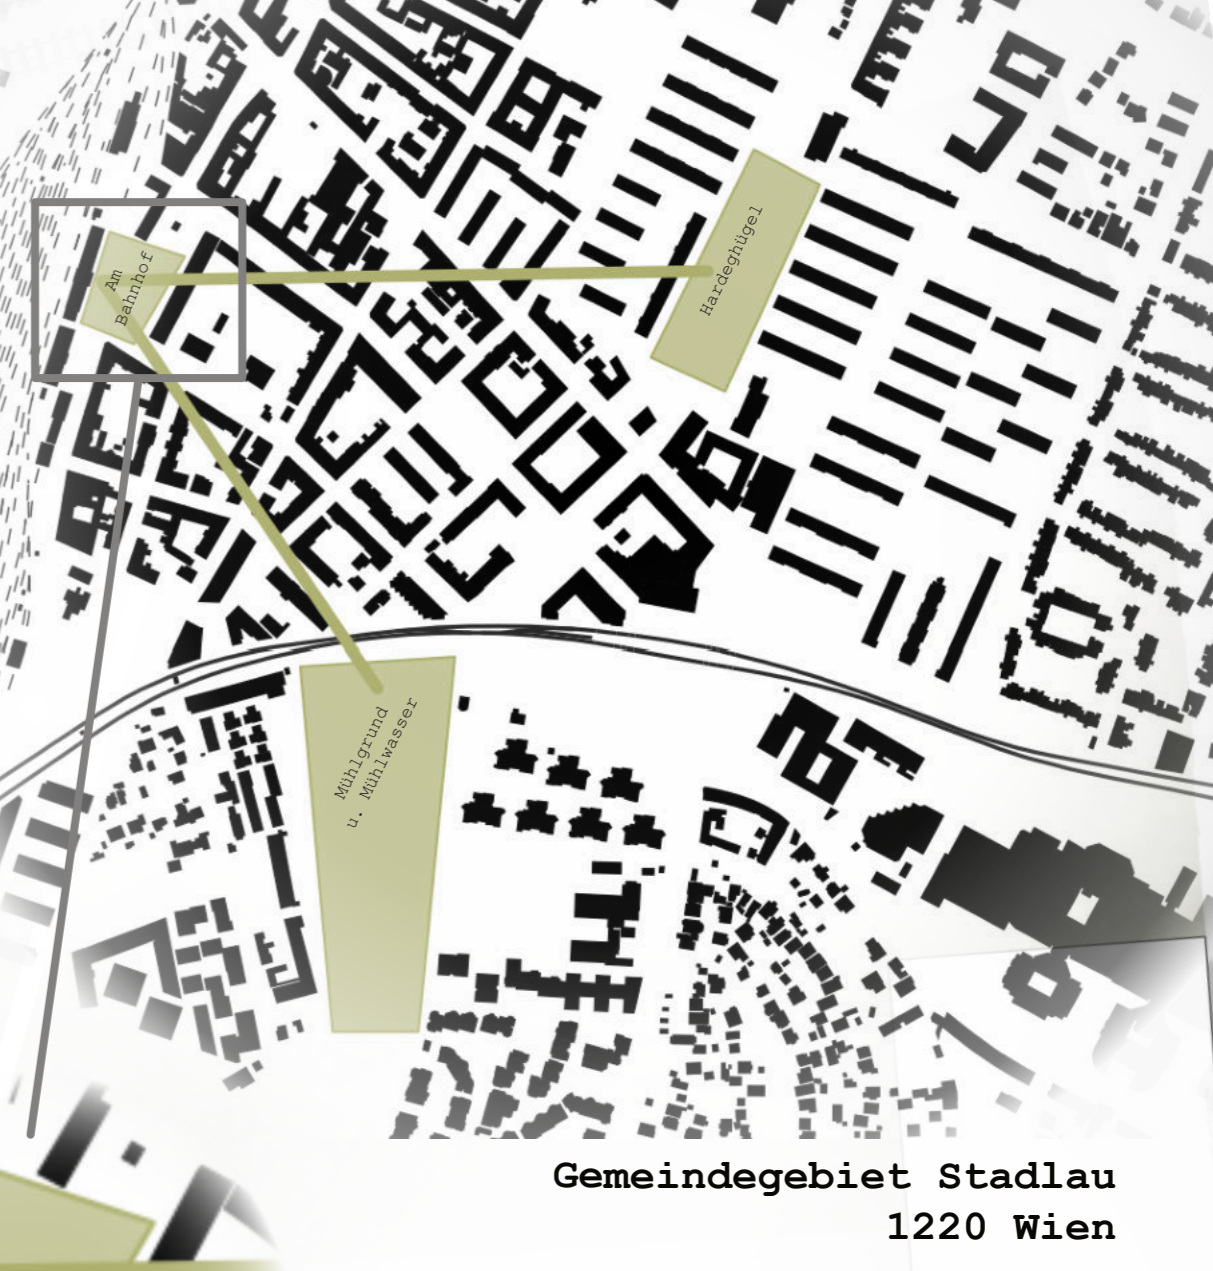 Am
Bahnhof
Hardeghügel
Mühlgrund
u. Mühlwasser
Gemeindegebiet Stadlau
1220 Wien